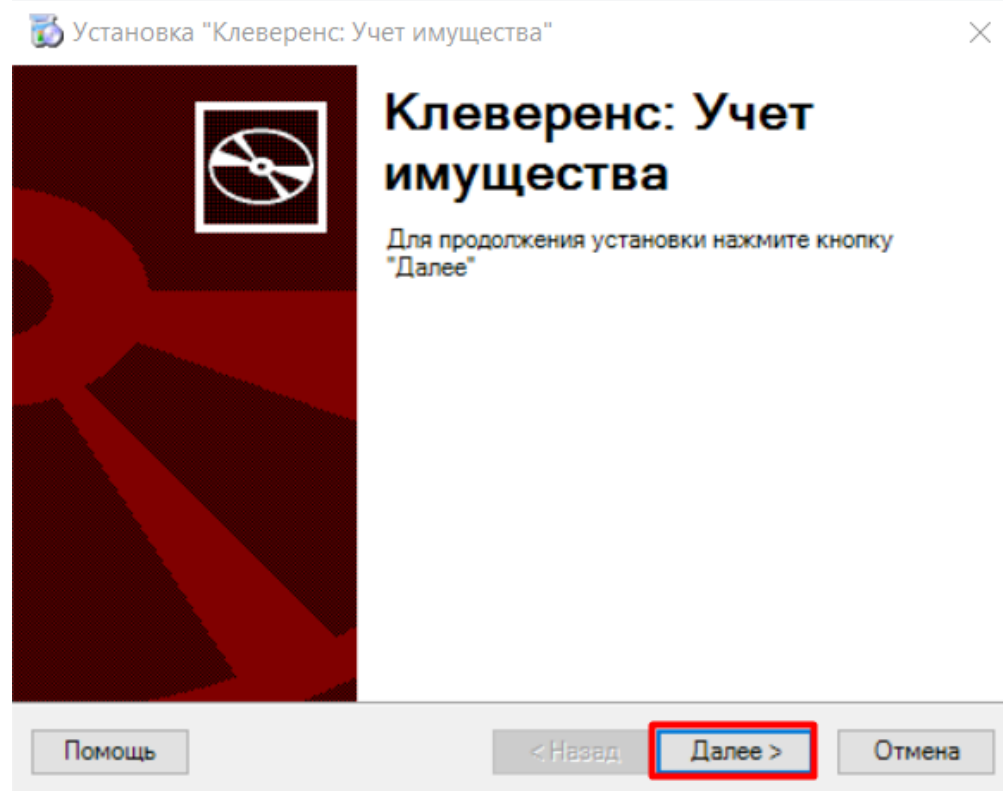 Установка "Клеверенс: Учет имущества"
Клеверенс: Учет
имущества
Для продолжения установки нажмите кнопку
"Далее"
Помощь
< Назад
Далее >
Отмена